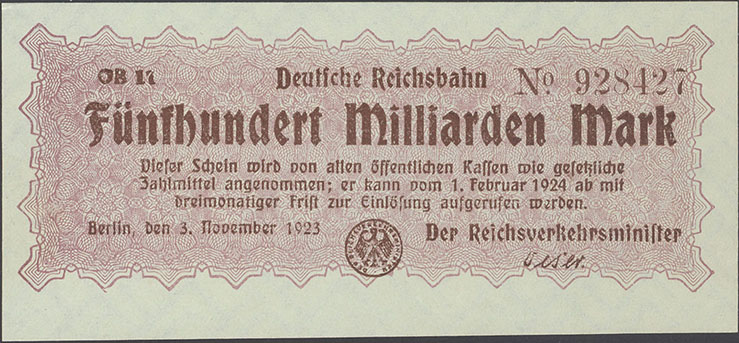 OB 17
Deutsche Reichsbahn
No 928427
Fünfhundert Milliarden Mark
Dieser Schein wird von allen öffentlichen Kassen wie gesetzliche
Zahlmittel angenommen; er kann vom 1. Februar 1924 ab mit
dreimonatiger Frist zur Einlösung aufgerufen werden.
Berlin, den 3. November 1923
Der Reichsverkehrsminister
Oeser.